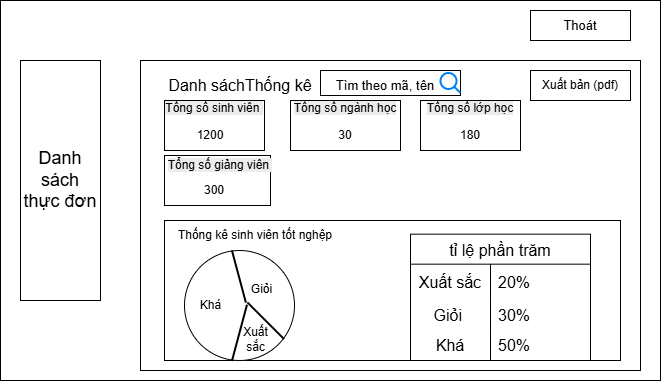 Thoát
Danh sáchThống kê
Tìm theo mã, tên
Xuất bản (pdf)
Tổng số sinh viên
1200
Tổng số ngành học
30
Tổng số lớp học
180
Tổng số giảng viên
300
Danh
sách
thực đơn
Thống kê sinh viên tốt nghệp
Giỏi
Khá
Xuất
sắc
tỉ lệ phần trăm
Xuất sắc 20%
Giỏi 30%
Khá 50%